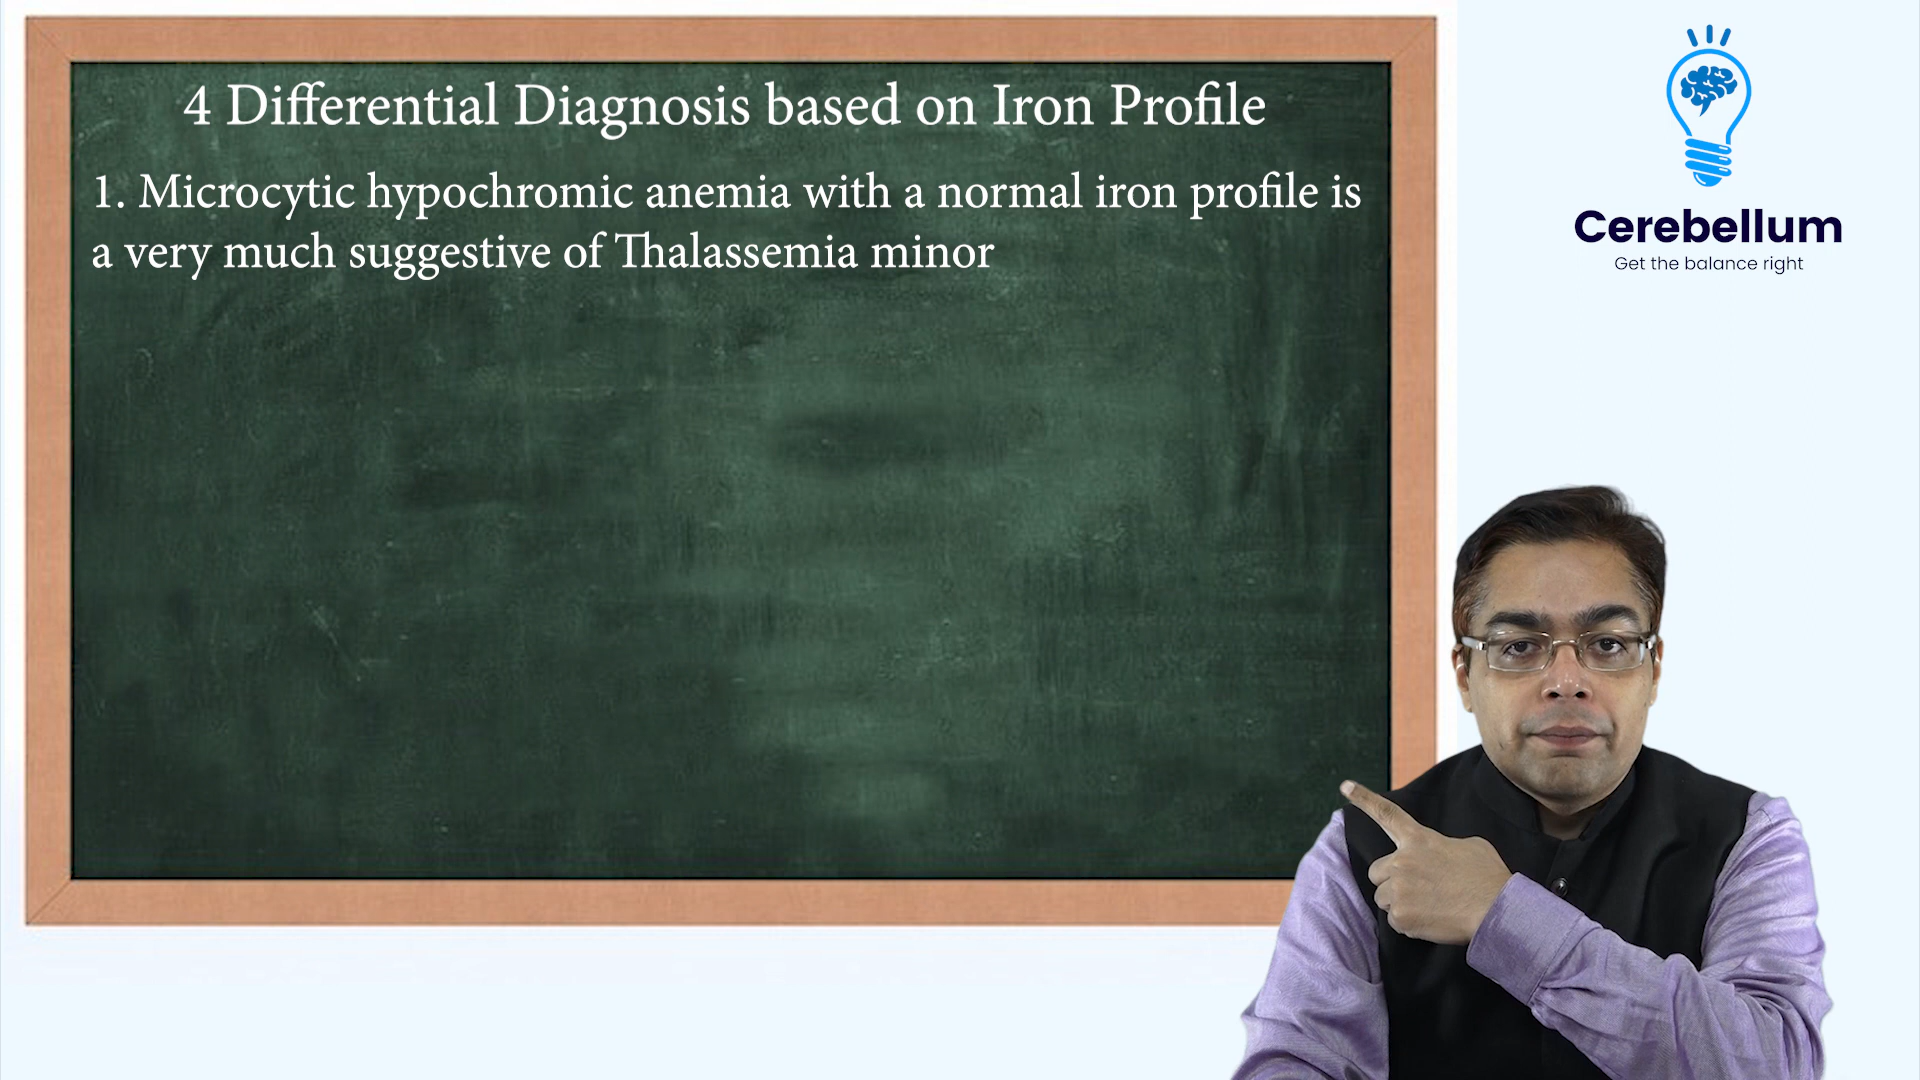 4 Differential Diagnosis based on Iron Profile
1. Microcytic hypochromic anemia with a normal iron profile is
a very much suggestive of Thalassemia minor
Cerebellum
Get the balance right